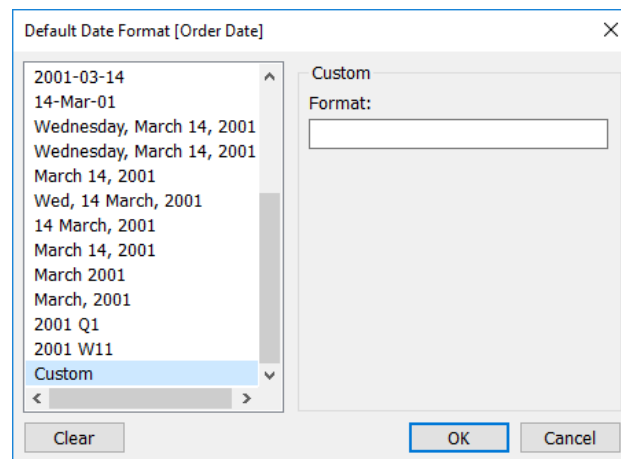 Default Date Format [Order Date]
2001-03-14
14-Mar-01
Wednesday, March 14, 2001
Wednesday, March 14, 2001
March 14, 2001
Wed, 14 March, 2001
14 March, 2001
March 14, 2001
March 2001
March, 2001
2001 Q1
2001 W11
Custom
Custom
Format:
Clear
OK
Cancel